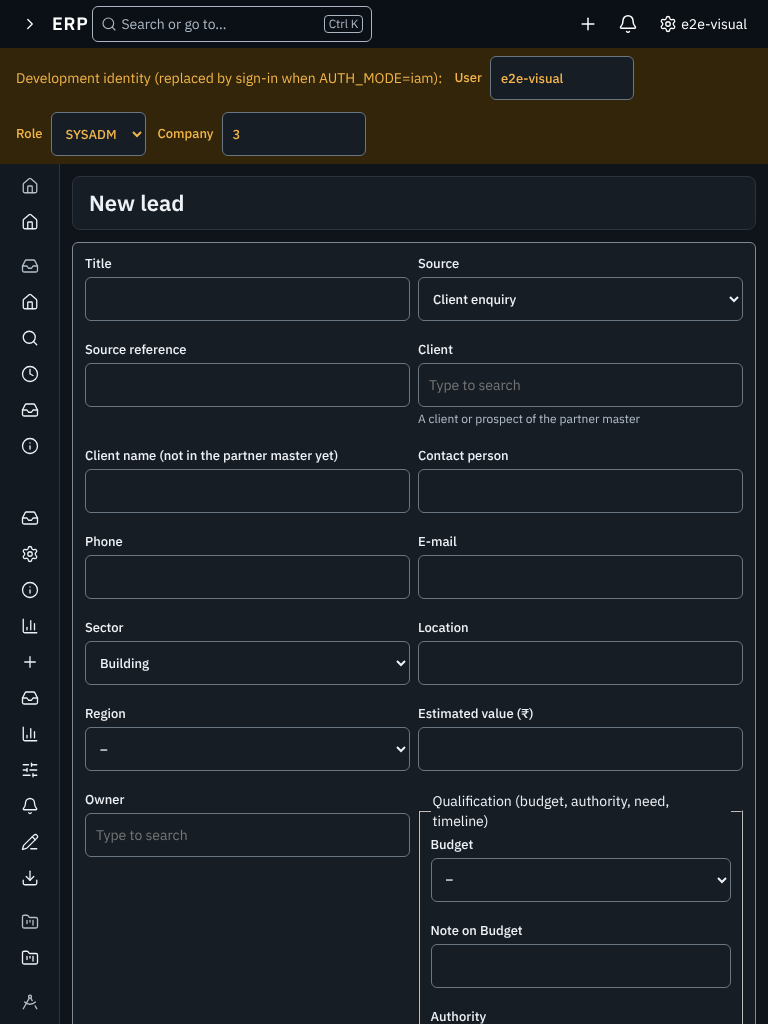 ERP
Search or go to... Ctrl K
e2e-visual
Development identity (replaced by sign-in when AUTH_MODE=iam): User e2e-visual
Role SYSADM Company 3
New lead
Title Source
Client enquiry
Source reference Client
Type to search
A client or prospect of the partner master
Client name (not in the partner master yet) Contact person
Phone E-mail
Sector Location
Building
Region Estimated value (₹)
–
Owner
Type to search
Qualification (budget, authority, need,
timeline)
Budget
–
Note on Budget
Authority